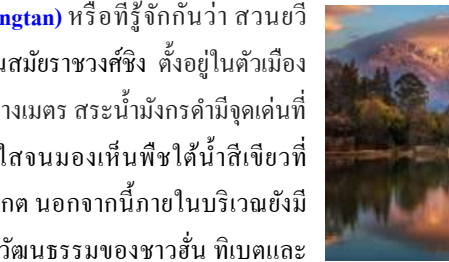 ngtan) หรือที่รู้จักกันว่า สวนยวี
นสมัยราชวงศ์ชิง ตั้งอยู่ในตัวเมือง
างเมตร สระน้ำมังกรดำมีจุดเด่นที่
ใสจนมองเห็นพืชใต้น้ำสีเขียวที่
กต นอกจากนี้ภายในบริเวณยังมี
วัฒนธรรมของชาวฮั่น ทิเบตและ